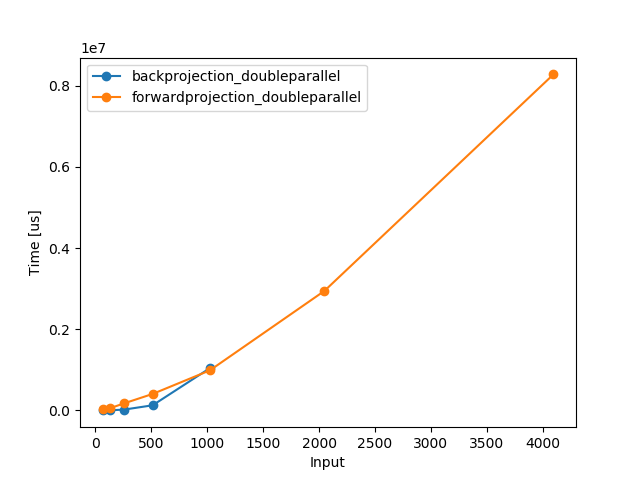 1e7
backprojection_doubleparallel
forwardprojection_doubleparallel
0.8
0.6
0.4
0.2
0.0
Time [us]
0 500 1000 1500 2000 2500 3000 3500 4000
Input